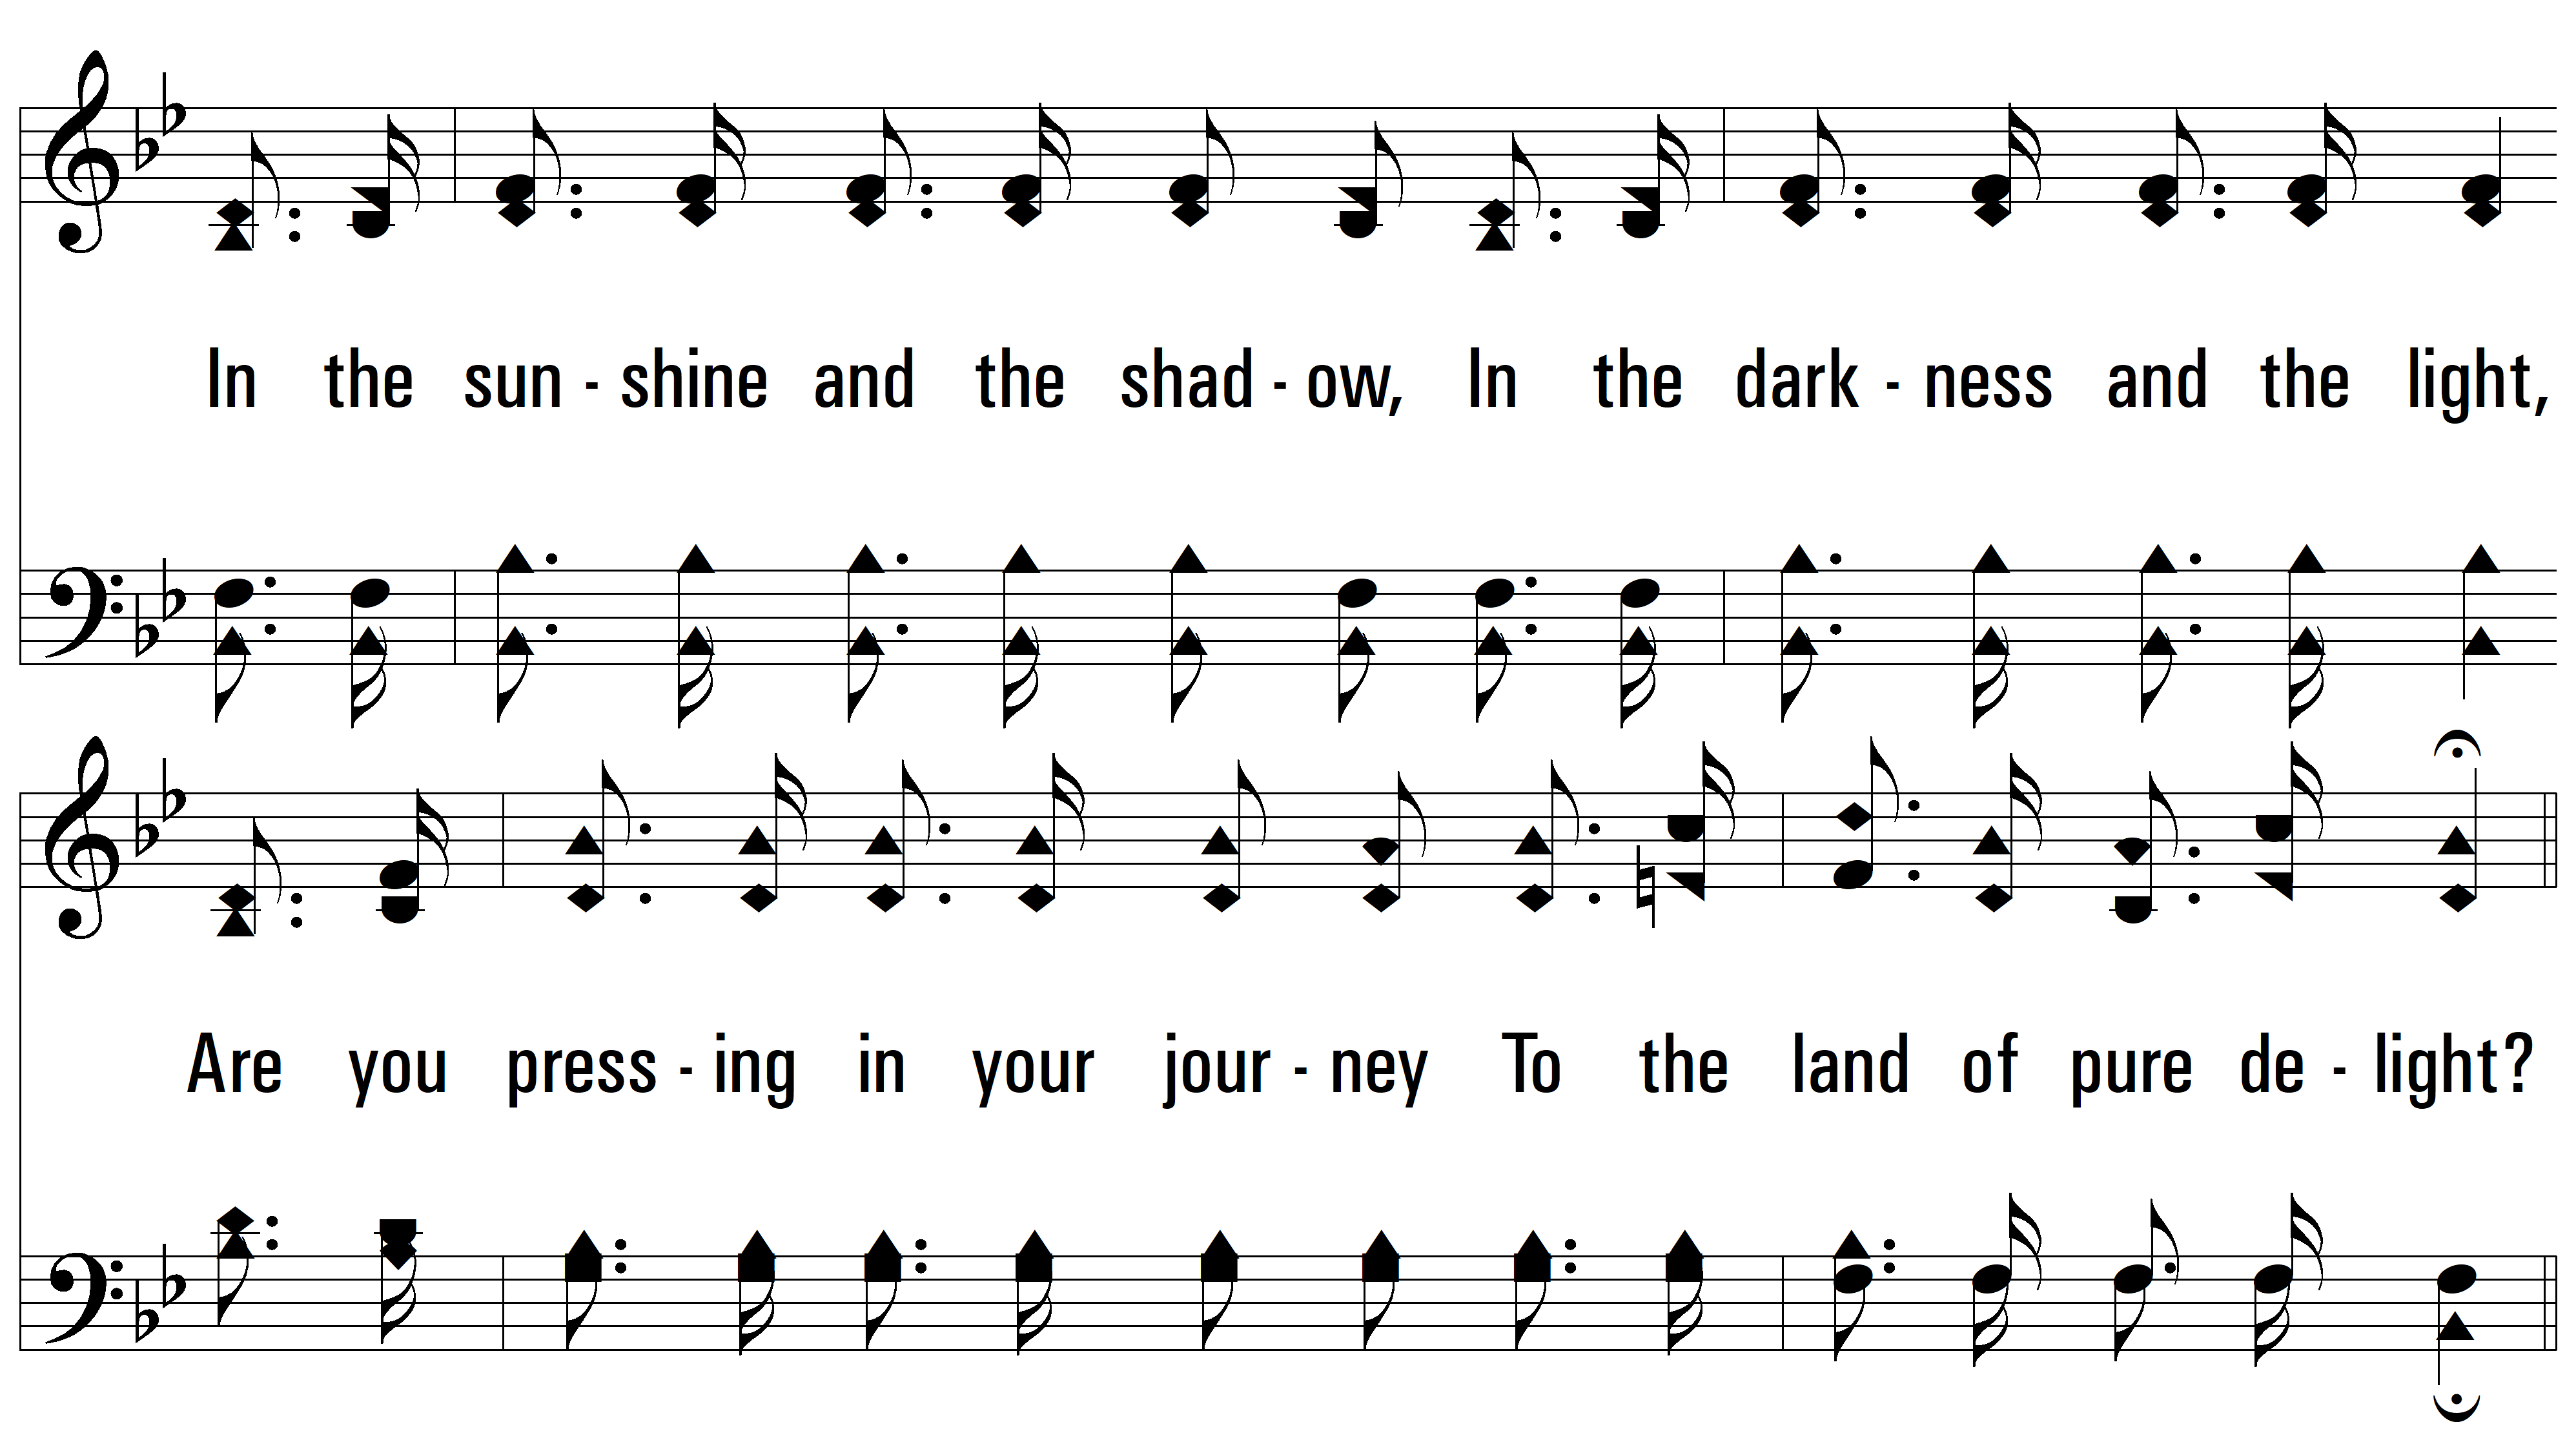 In the sun - shine and the shad - ow, In the dark - ness and the light,
Are you press - ing in your jour - ney To the land of pure de - light?